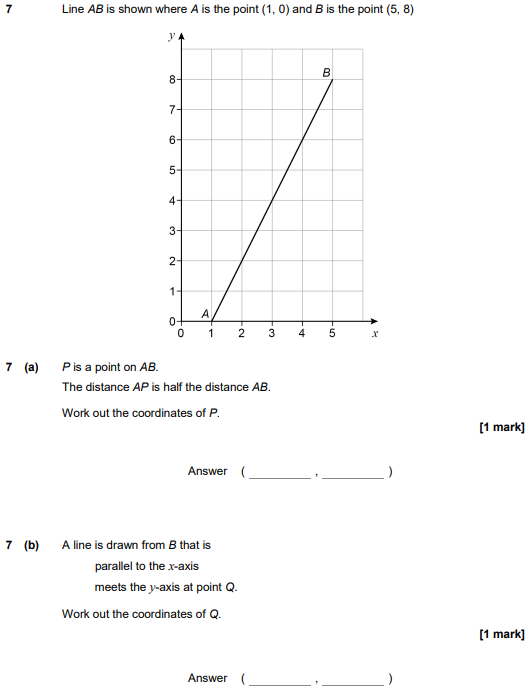 7 Line AB is shown where A is the point (1, 0) and B is the point (5, 8)
y
B
8
7
6
5
4
3
2
1
A
0
0 1 2 3 4 5 x
7 (a) P is a point on AB.
The distance AP is half the distance AB.
Work out the coordinates of P.
[1 mark]
Answer ( , )
7 (b) A line is drawn from B that is
parallel to the x-axis
meets the y-axis at point Q.
Work out the coordinates of Q.
[1 mark]
Answer ( , )